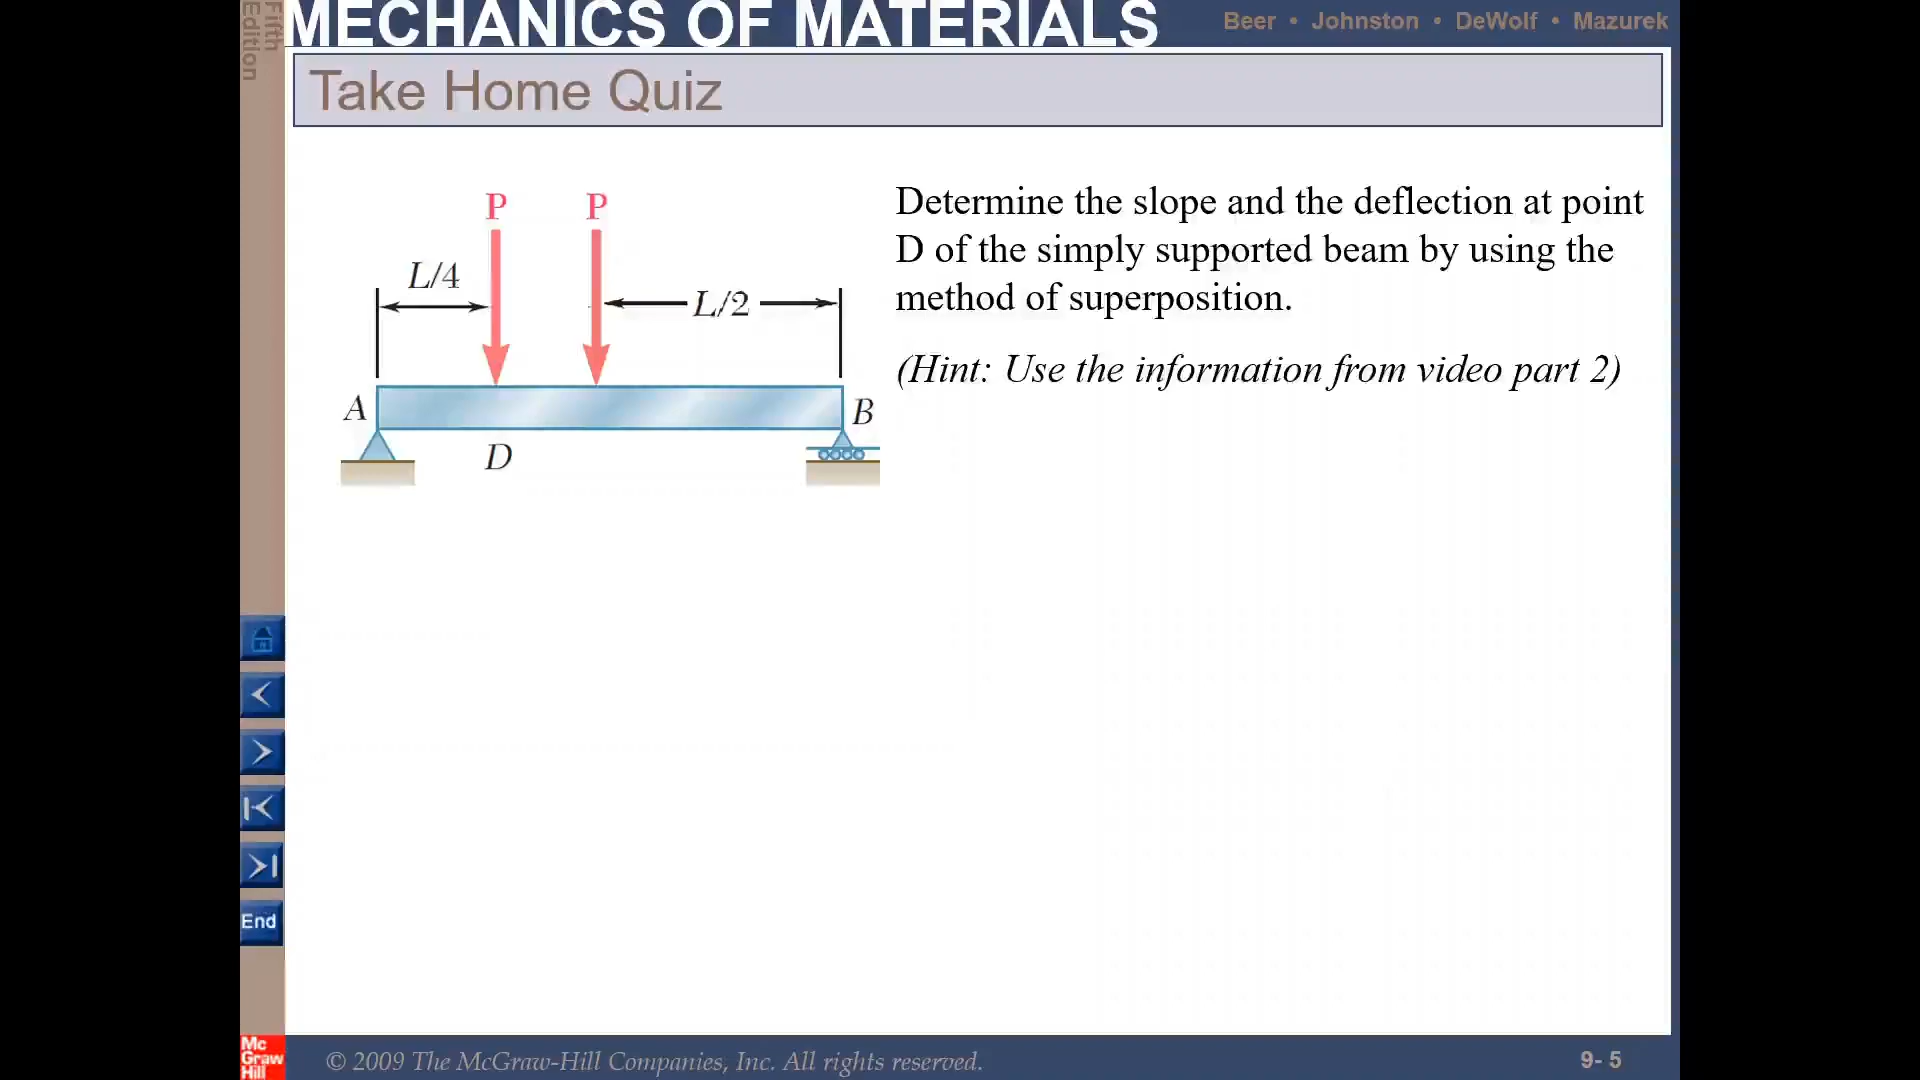 Fifth
Edition
MECHANICS OF MATERIALS
Beer • Johnston • DeWolf • Mazurek
Take Home Quiz
P P
L/4
L/2
A
B
D
Determine the slope and the deflection at point
D of the simply supported beam by using the
method of superposition.
(Hint: Use the information from video part 2)
End
Mc
Graw
Hill
© 2009 The McGraw-Hill Companies, Inc. All rights reserved.
9- 5